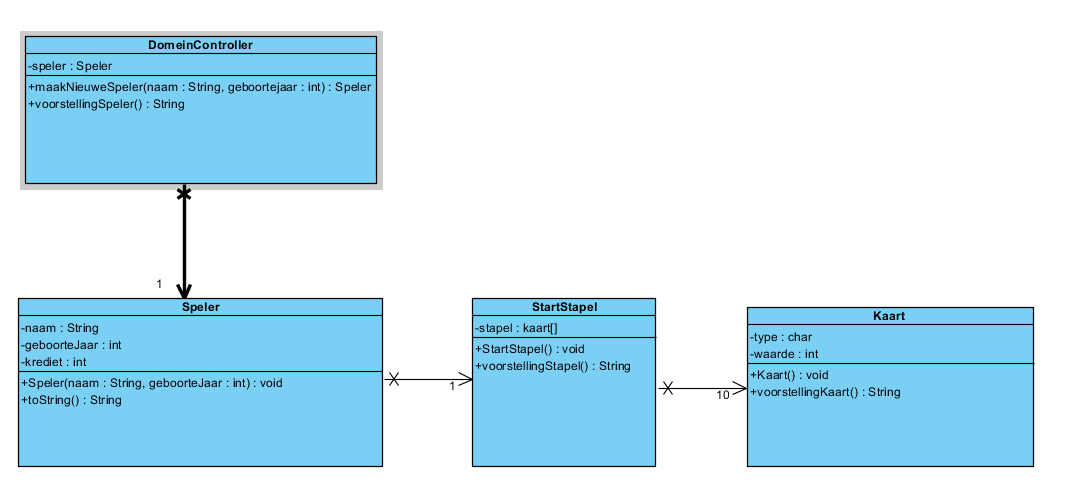 DomeinController
-speler : Speler
+maakNieuweSpeler(naam : String, geboortejaar : int) : Speler
+voorstellingSpeler() : String
1
Speler
-naam : String
-geboorteJaar : int
-krediet : int
+Speler(naam : String, geboorteJaar : int) : void
+toString() : String
1
StartStapel
-stapel : kaart[]
+StartStapel() : void
+voorstellingStapel() : String
10
Kaart
-type : char
-waarde : int
+Kaart() : void
+voorstellingKaart() : String